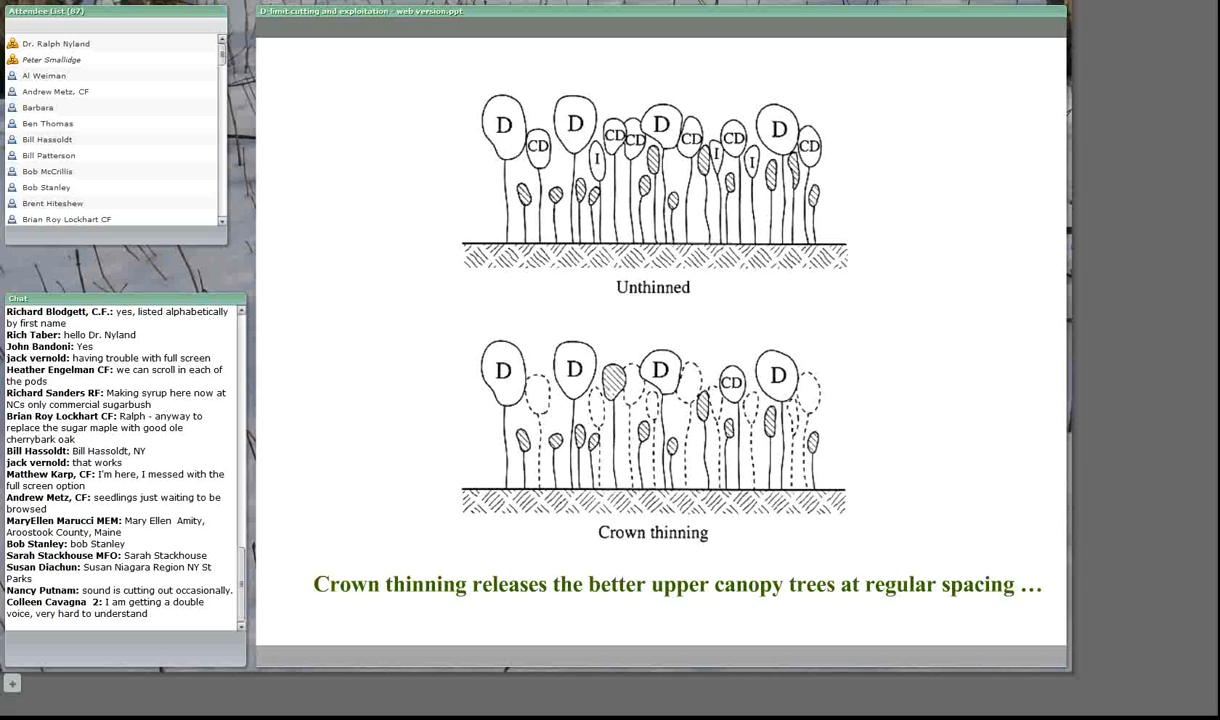 Attendee List (87)
Dr. Ralph Nyland
Peter Smallidge
Al Weiman
Andrew Metz, CF
Barbara
Ben Thomas
Bill Hassoldt
Bill Patterson
Bob McCrillis
Bob Stanley
Brent Hiteshew
Brian Roy Lockhart CF
Chat
Richard Blodgett, C.F.: yes, listed alphabetically
by first name
Rich Taber: hello Dr. Nyland
John Bandoni: Yes
jack vernold: having trouble with full screen
Heather Engelman CF: we can scroll in each of
the pods
Richard Sanders RF: Making syrup here now at
NCs only commercial sugarbush
Brian Roy Lockhart CF: Ralph - anyway to
replace the sugar maple with good ole
cherrybark oak
Bill Hassoldt: Bill Hassoldt, NY
jack vernold: that works
Matthew Karp, CF: I'm here, I messed with the
full screen option
Andrew Metz, CF: seedlings just waiting to be
browsed
MaryEllen Marucci MEM: Mary Ellen Amity,
Aroostook County, Maine
Bob Stanley: bob Stanley
Sarah Stackhouse MFO: Sarah Stackhouse
Susan Diachun: Susan Niagara Region NY St
Parks
Nancy Putnam: sound is cutting out occasionally.
Colleen Cavagna 2: I am getting a double
voice, very hard to understand
D-limit cutting and exploitation - web version.ppt
D CD D I CD CD D CD I CD I D CD
Unthinned
D D D CD D
Crown thinning
Crown thinning releases the better upper canopy trees at regular spacing …